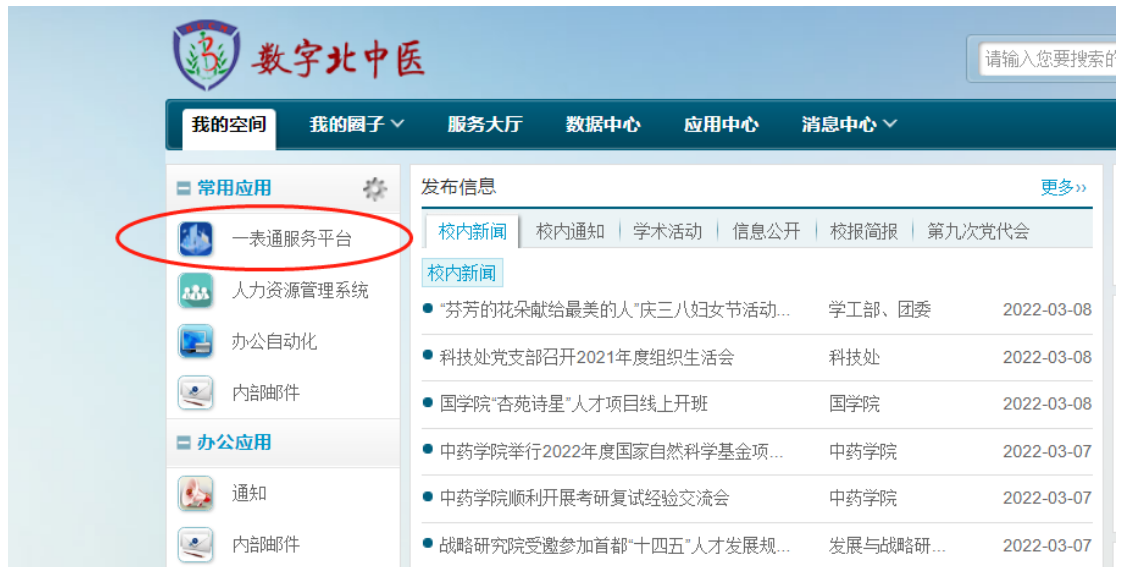 数字北中医
请输入您要搜索的
我的空间 我的圈子 服务大厅 数据中心 应用中心 消息中心
常用应用
一表通服务平台
人力资源管理系统
办公自动化
内部邮件
办公应用
通知
内部邮件
发布信息 更多››
校内新闻 校内通知 学术活动 信息公开 校报简报 第九次党代会
校内新闻
“芬芳的花朵献给最美的人”庆三八妇女节活动... 学工部、团委 2022-03-08
科技处党支部召开2021年度组织生活会 科技处 2022-03-08
国学院“杏苑诗星”人才项目线上开班 国学院 2022-03-08
中药学院举行2022年度国家自然科学基金项... 中药学院 2022-03-07
中药学院顺利开展考研复试经验交流会 中药学院 2022-03-07
战略研究院受邀参加首都“十四五”人才发展规... 发展与战略研... 2022-03-07